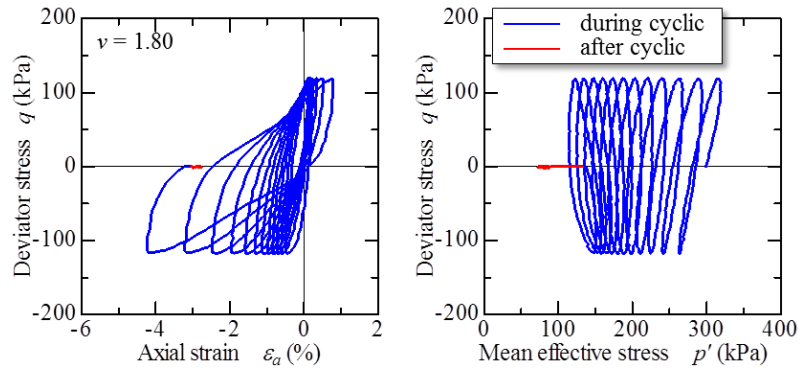 200
100
0
-100
-200
-6
-4
-2
0
2
Deviator stress q (kPa)
Axial strain εa (%)
v = 1.80
200
100
0
-100
-200
0
100
200
300
400
Deviator stress q (kPa)
Mean effective stress p′ (kPa)
during cyclic
after cyclic